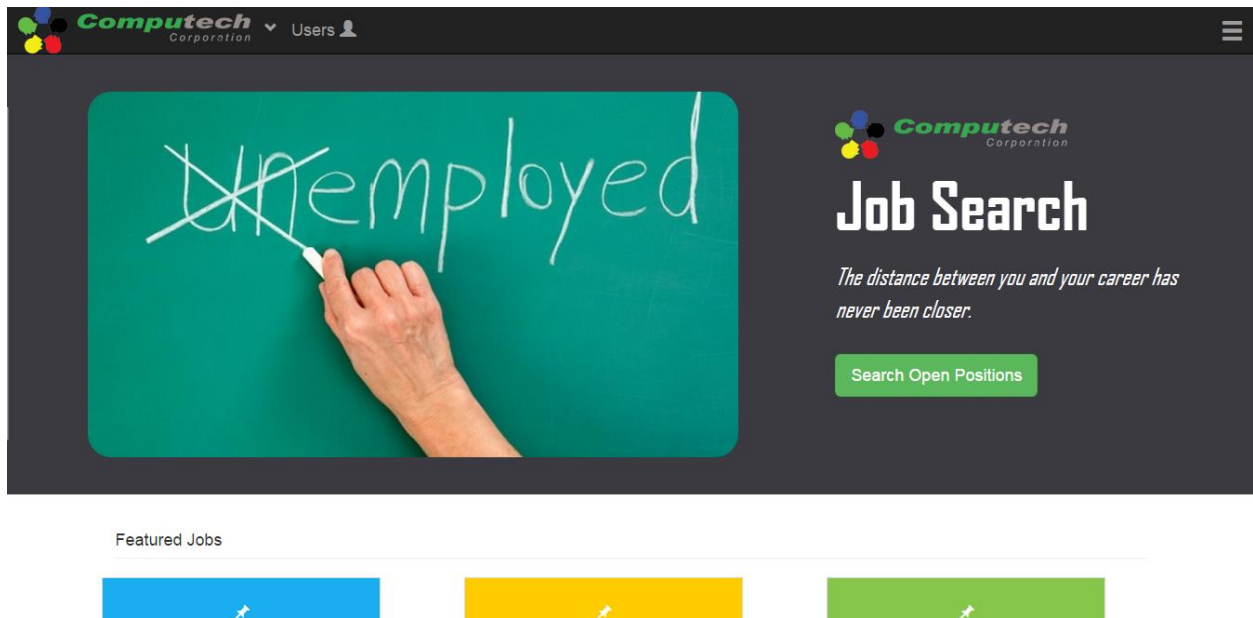 Computech
Corporation
Users
Unemployed
Computech
Corporation
Job Search
The distance between you and your career has
never been closer.
Search Open Positions
Featured Jobs